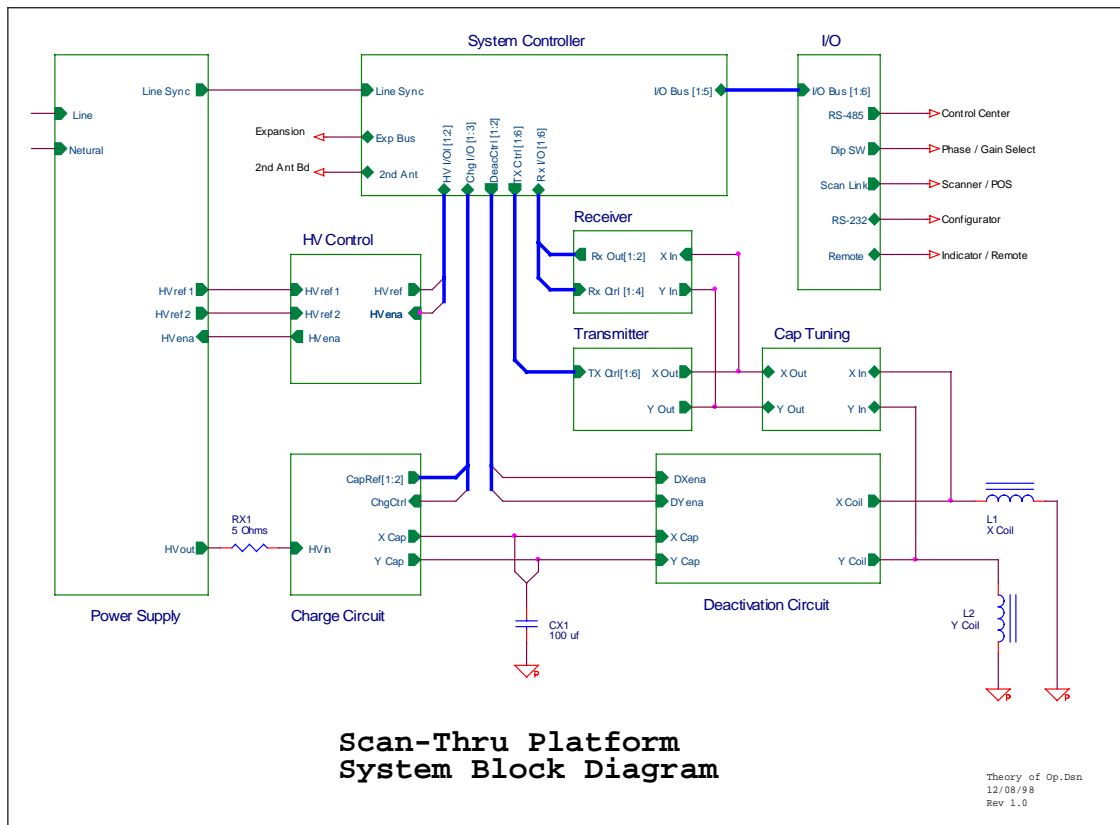 System Controller
I/O
Line Sync
Line Sync
I/O Bus [1:5]
I/O Bus [1:6]
Line
RS-485
Control Center
Expansion
Exp Bus
Netural
Dip SW
Phase / Gain Select
2nd Ant Bd
2nd Ant
HV I/OI [1:2]
Chg I/O [1:3]
DeacCtrl [1:2]
TX Ctrl [1:6]
Rx I/O [1:6]
Scan Link
Scanner / POS
RS-232
Configurator
Remote
Indicator / Remote
Receiver
HV Control
Rx Out[1:2]
X In
Rx Ctrl [1:4]
Y In
HVref 1
HVref 1
HVref
HVref 2
HVref 2
HVena
HVena
HVena
Transmitter
Cap Tuning
TX Ctrl[1:6]
X Out
X Out
X In
Y Out
Y Out
Y In
CapRef[1:2]
DXena
ChgCtrl
DYena
X Coil
RX1
5 Ohms
L1
X Coil
X Cap
X Cap
HVout
HVin
Y Cap
Y Cap
Y Coil
Power Supply
Charge Circuit
Deactivation Circuit
L2
Y Coil
CX1
100 uf
P
P
P
Scan-Thru Platform
System Block Diagram
Theory of Op.Dsn
12/08/98
Rev 1.0